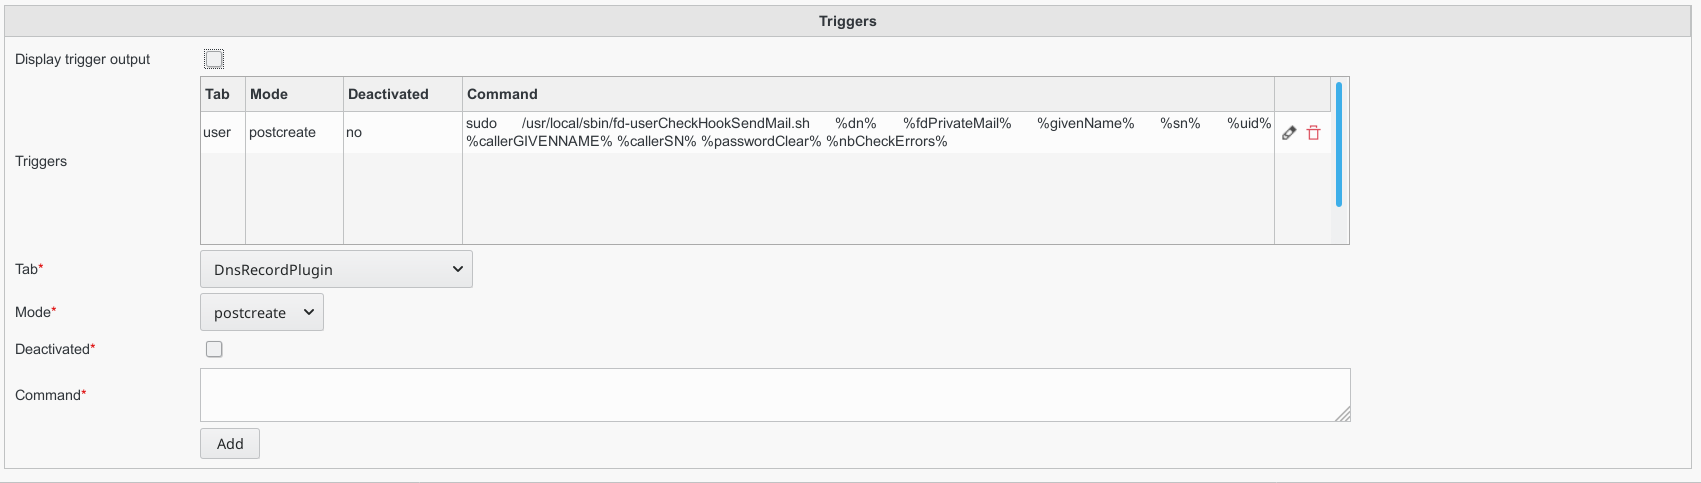 Triggers
Display trigger output
Tab Mode Deactivated Command
user postcreate no sudo /usr/local/sbin/fd-userCheckHookSendMail.sh %dn% %fdPrivateMail% %givenName% %sn% %uid%
%callerGIVENNAME% %callerSN% %passwordClear% %nbCheckErrors%
Triggers
Tab* DnsRecordPlugin
Mode* postcreate
Deactivated*
Command*
Add